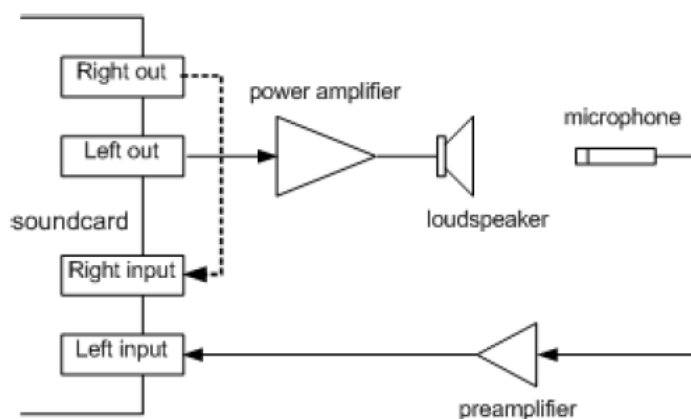 Right out
power amplifier
microphone
Left out
soundcard
loudspeaker
Right input
Left input
preamplifier